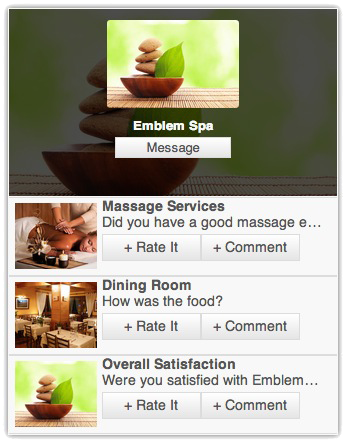 Emblem Spa
Message
Massage Services
Did you have a good massage e...
+ Rate It
+ Comment
Dining Room
How was the food?
+ Rate It
+ Comment
Overall Satisfaction
Were you satisfied with Emblem...
+ Rate It
+ Comment